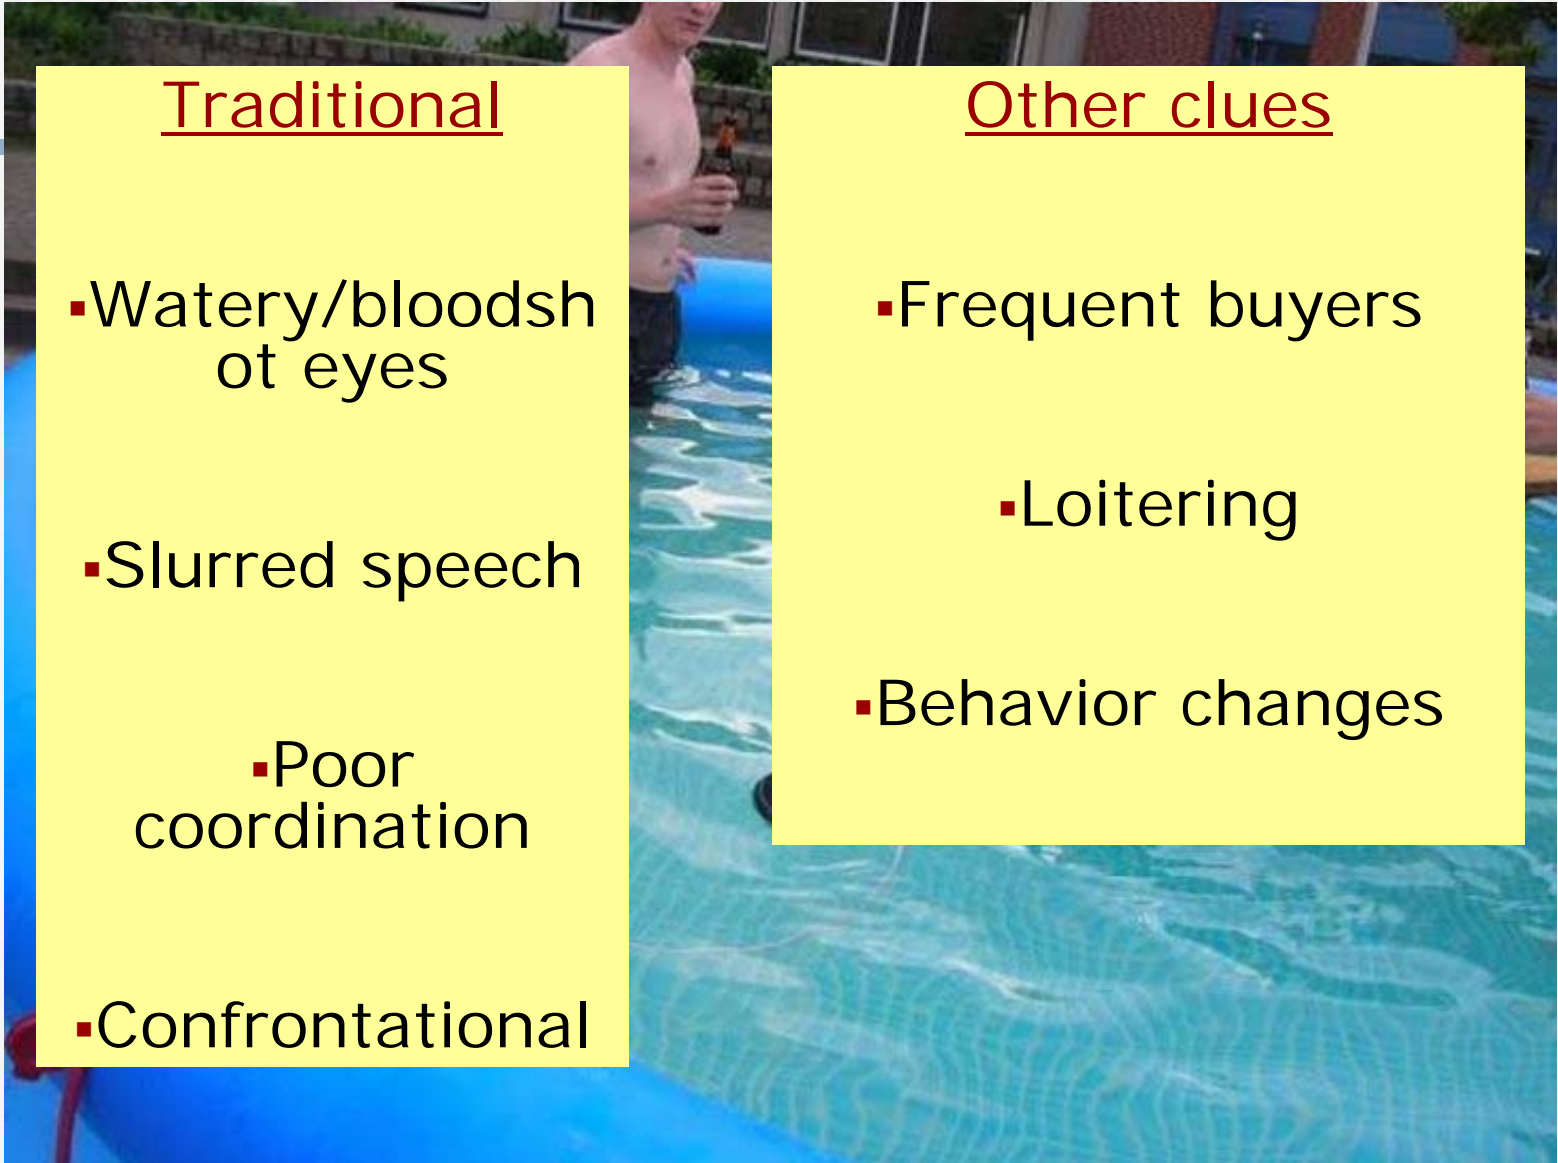 Traditional
▪Watery/bloodsh
ot eyes
▪Slurred speech
▪Poor
coordination
▪Confrontational
Other clues
▪Frequent buyers
▪Loitering
▪Behavior changes